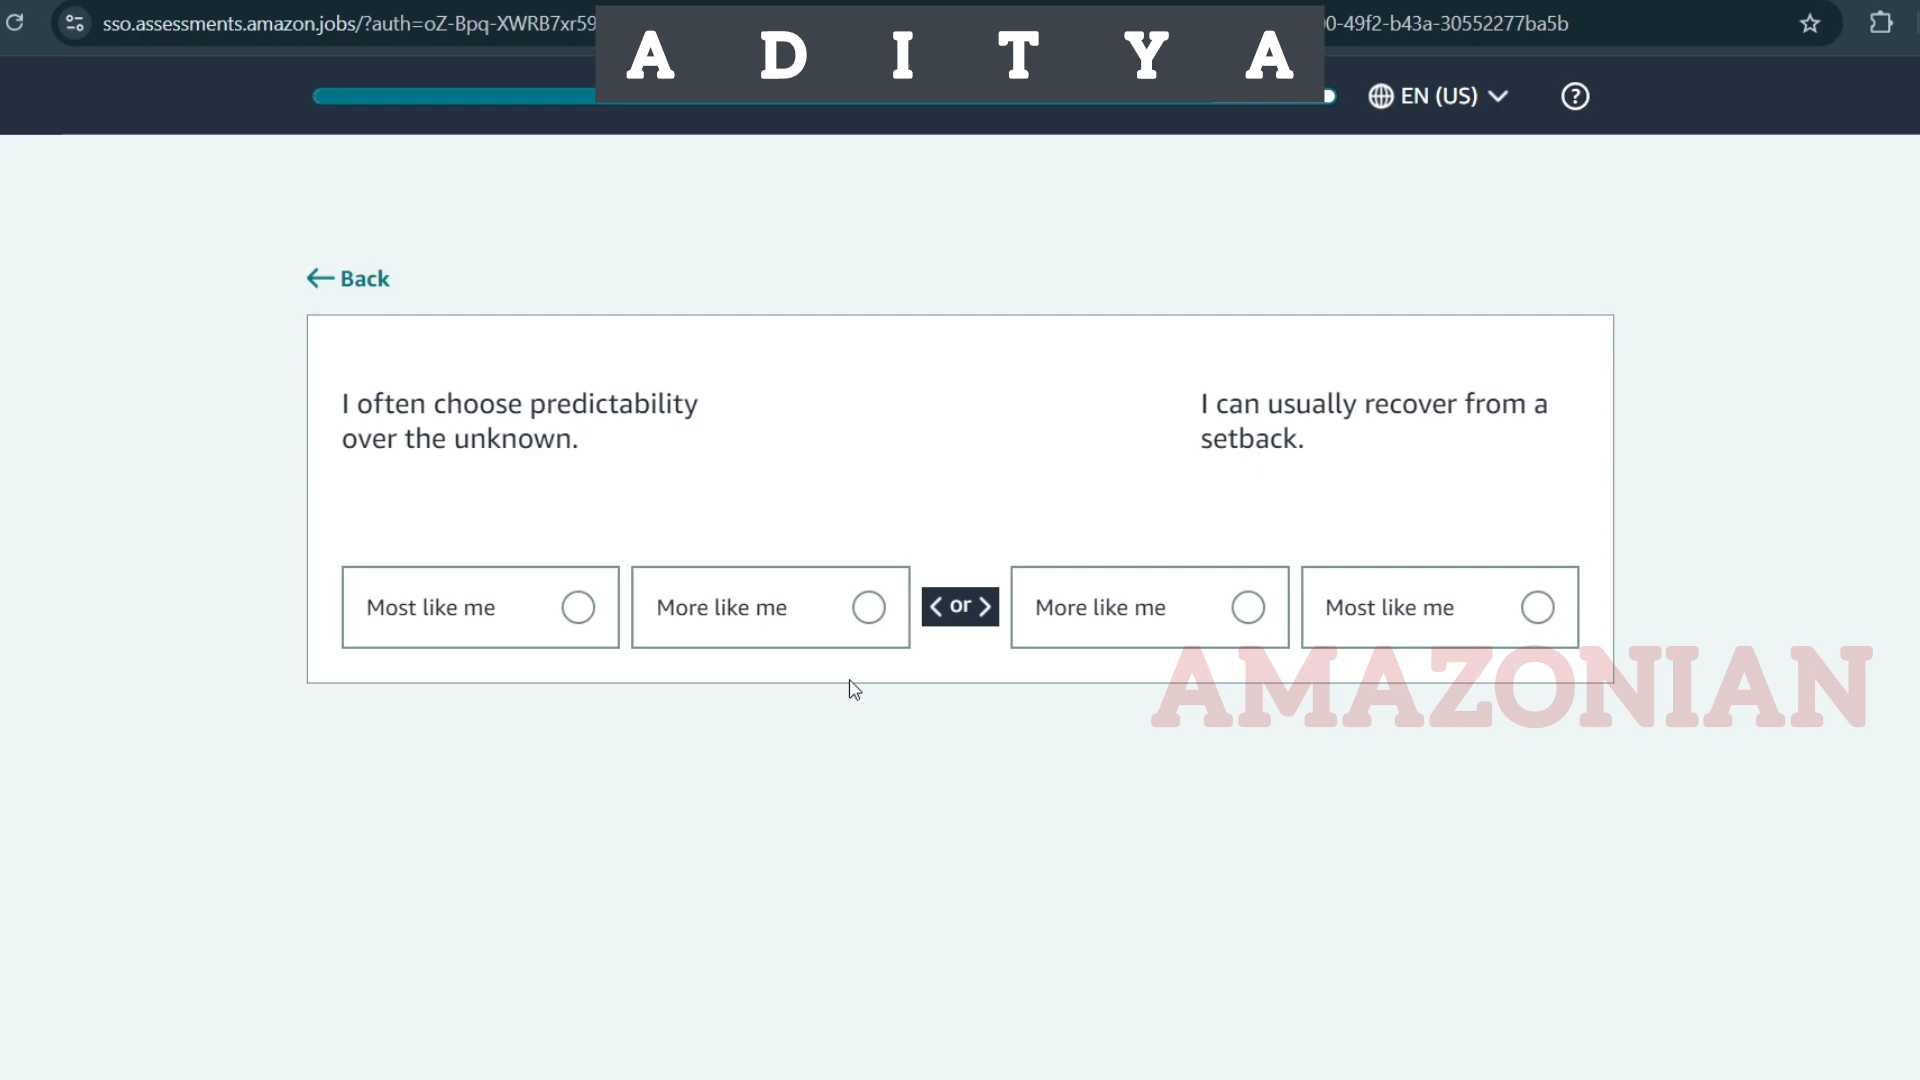 sso.assessments.amazon.jobs/?auth=oZ-Bpq-XWRB7xr59
0-49f2-b43a-30552277ba5b
A D I T Y A
EN (US)
?
Back
I often choose predictability
over the unknown.
I can usually recover from a
setback.
Most like me
More like me
< or >
More like me
Most like me
AMAZONIAN